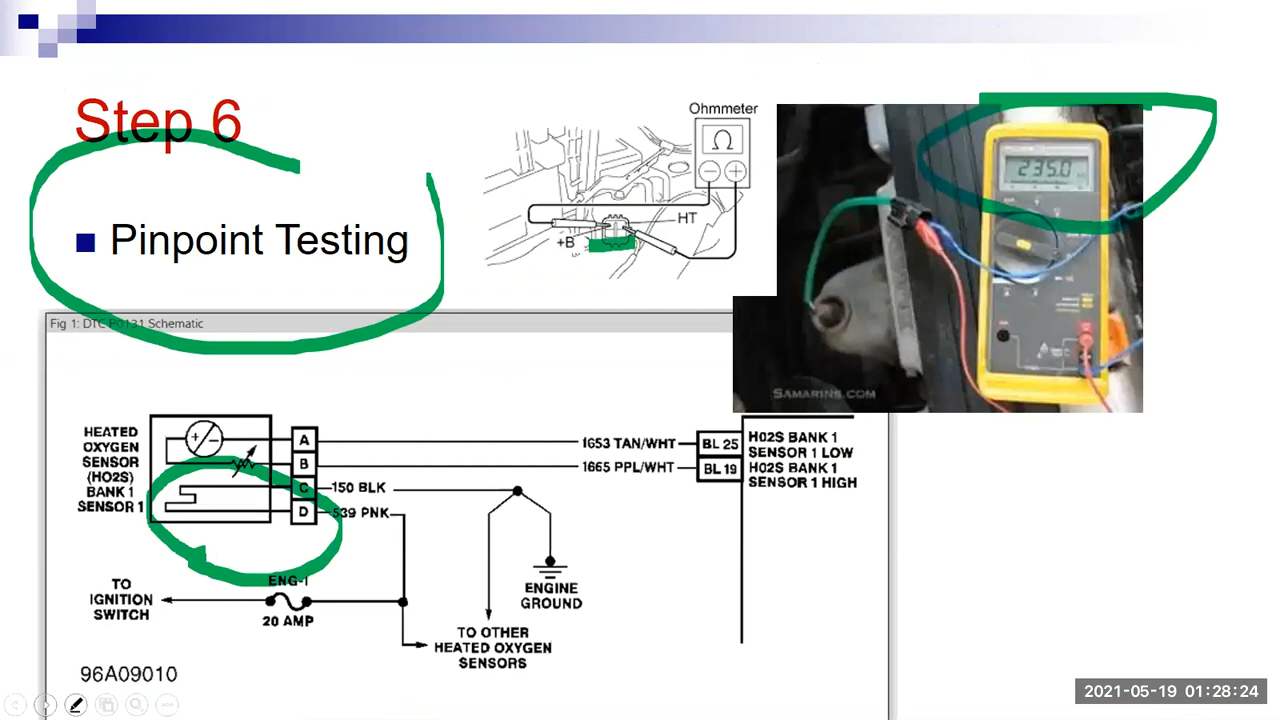 Step 6
Pinpoint Testing
Ohmmeter
Ω
HT
+B
235.0
SAMARINS.COM
Fig 1: DTC P0131 Schematic
HEATED
OXYGEN
SENSOR
(HO2S)
BANK 1
SENSOR 1
A
B
C
D
1653 TAN/WHT
1665 PPL/WHT
150 BLK
539 PNK
BL 25
BL 19
H02S BANK 1
SENSOR 1 LOW
H02S BANK 1
SENSOR 1 HIGH
TO
IGNITION
SWITCH
ENG-I
20 AMP
ENGINE
GROUND
TO OTHER
HEATED OXYGEN
SENSORS
96A09010
2021-05-19 01:28:24